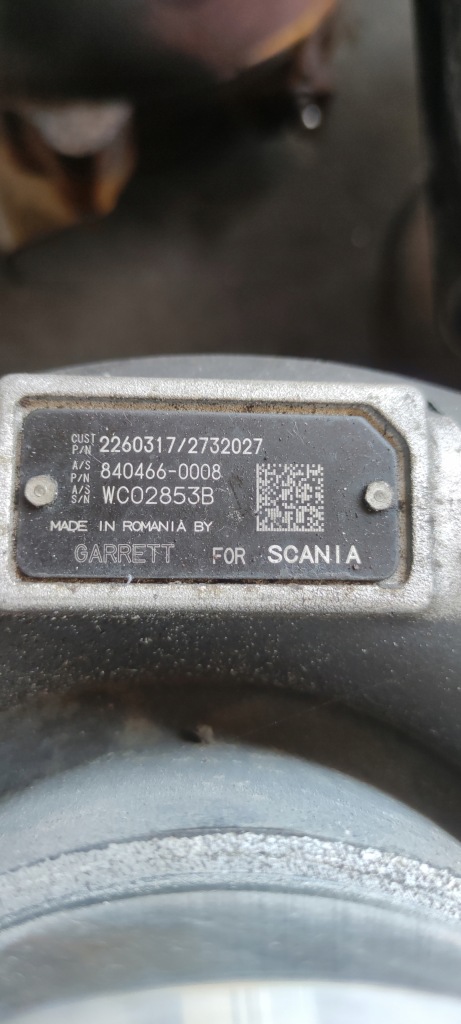 CUST P/N 2260317/2732027
A/S P/N 840466-0008
A/S S/N WC02853B
MADE IN ROMANIA BY
GARRETT FOR SCANIA